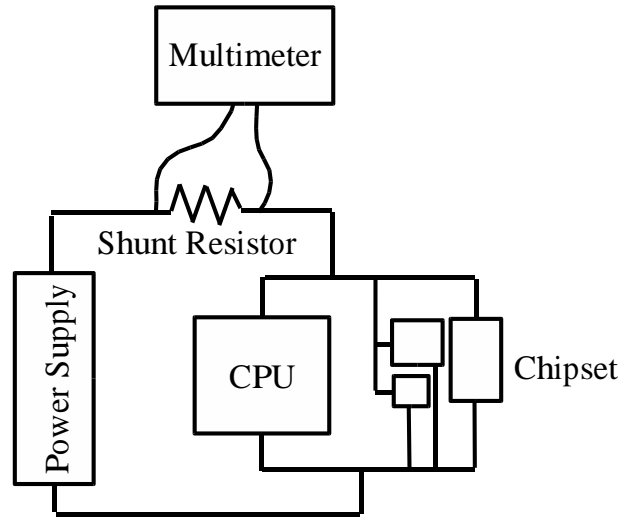 Multimeter
Shunt Resistor
Power Supply
CPU
Chipset